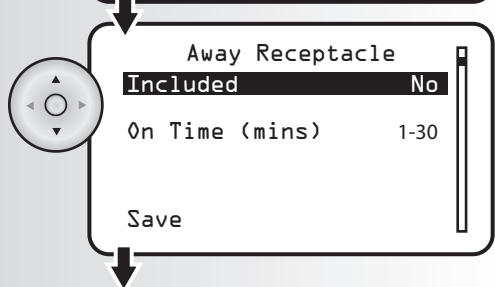 Away Receptacle
Included No
On Time (mins) 1-30
Save